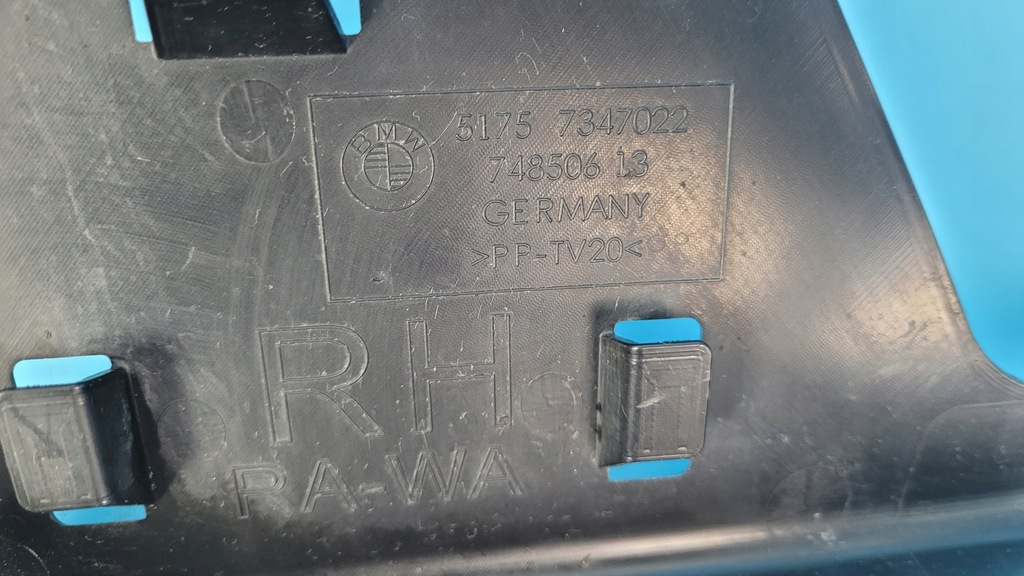 BMW
5175 7347022
748506 13
GERMANY
>PP-TV20<
RH
RA-WA